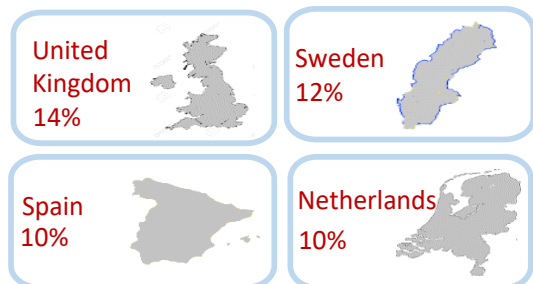 United
Kingdom
14%
Sweden
12%
Spain
10%
Netherlands
10%